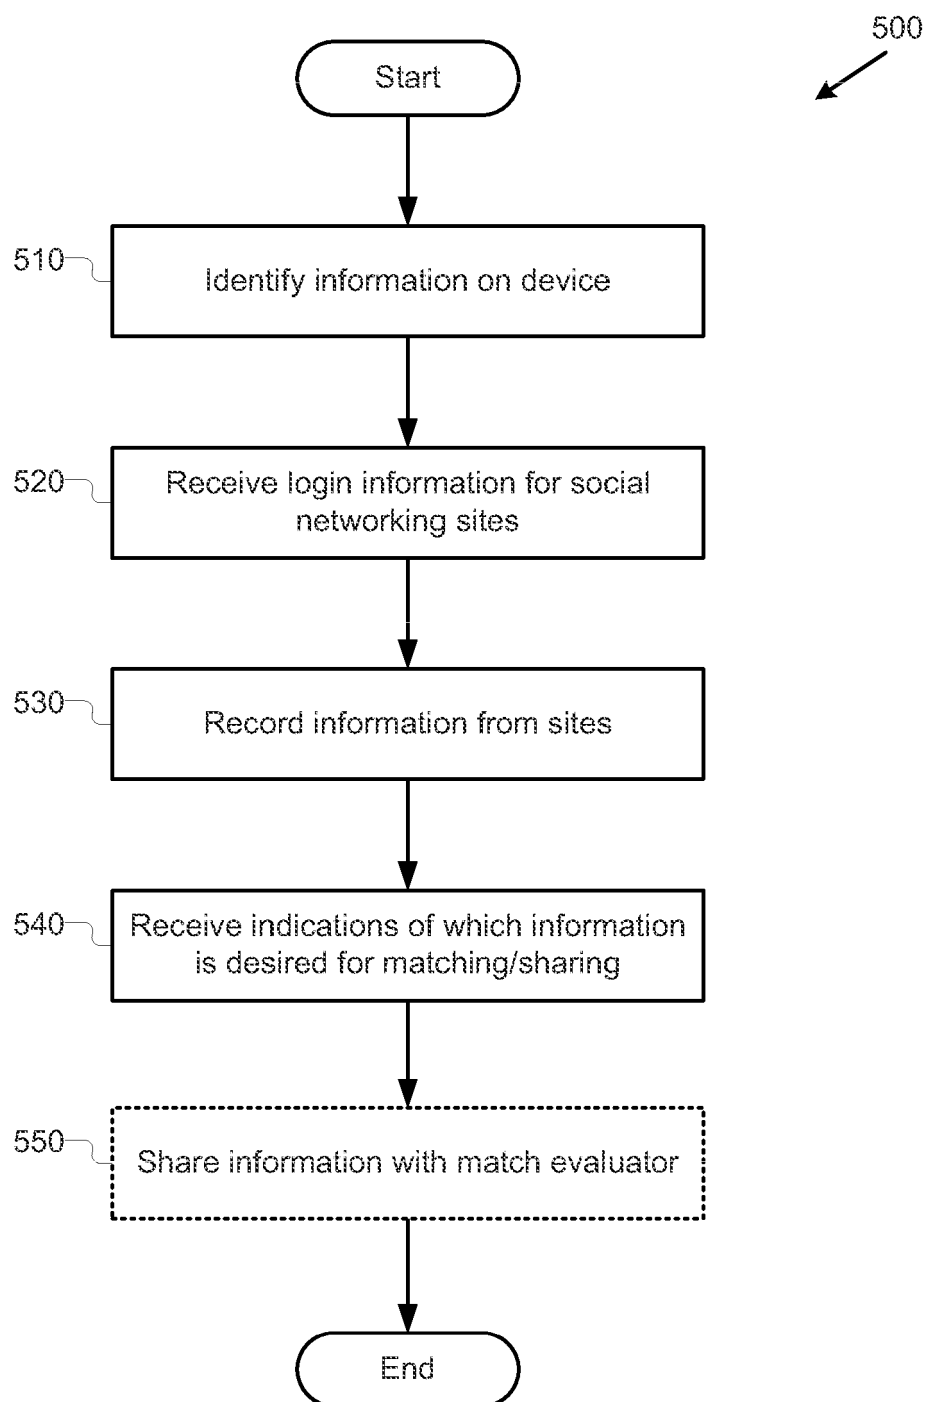 500
Start
510
Identify information on device
520
Receive login information for social
networking sites
530
Record information from sites
540
Receive indications of which information
is desired for matching/sharing
550
Share information with match evaluator
End